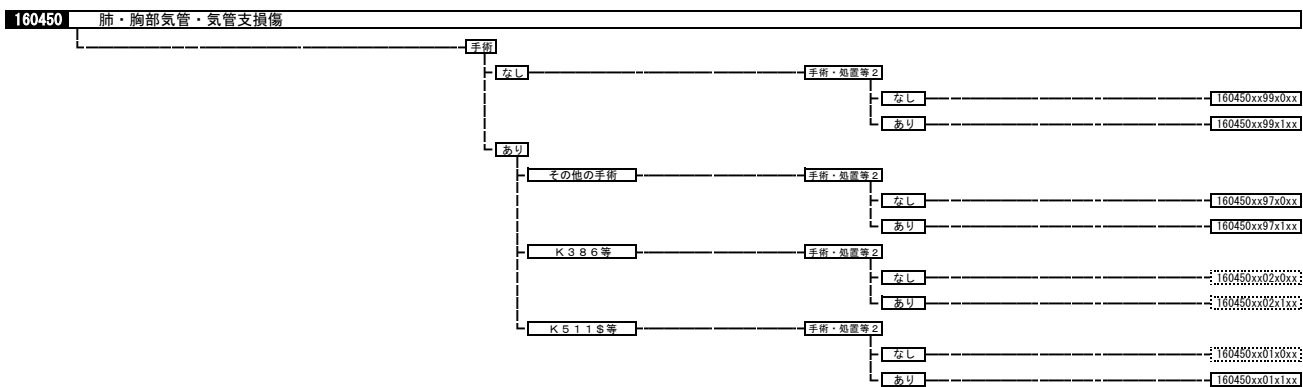 160450 肺・胸部気管・気管支損傷
手術
なし 手術・処置等２
なし 160450xx99x0xx
あり 160450xx99x1xx
あり
その他の手術 手術・処置等２
なし 160450xx97x0xx
あり 160450xx97x1xx
Ｋ３８６等 手術・処置等２
なし 160450xx02x0xx
あり 160450xx02x1xx
Ｋ５１１＄等 手術・処置等２
なし 160450xx01x0xx
あり 160450xx01x1xx